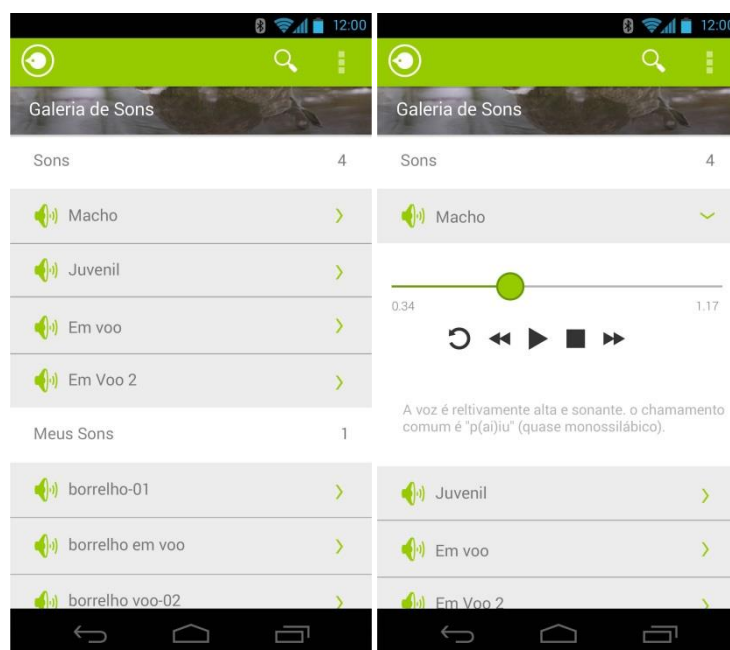 12:00
Galeria de Sons
Sons 4
Macho
Juvenil
Em voo
Em Voo 2
Meus Sons 1
borrelho-01
borrelho em voo
borrelho voo-02
12:00
Galeria de Sons
Sons 4
Macho
0.34 1.17
A voz é reltivamente alta e sonante. o chamamento
comum é "p(ai)iu" (quase monossilábico).
Juvenil
Em voo
Em Voo 2